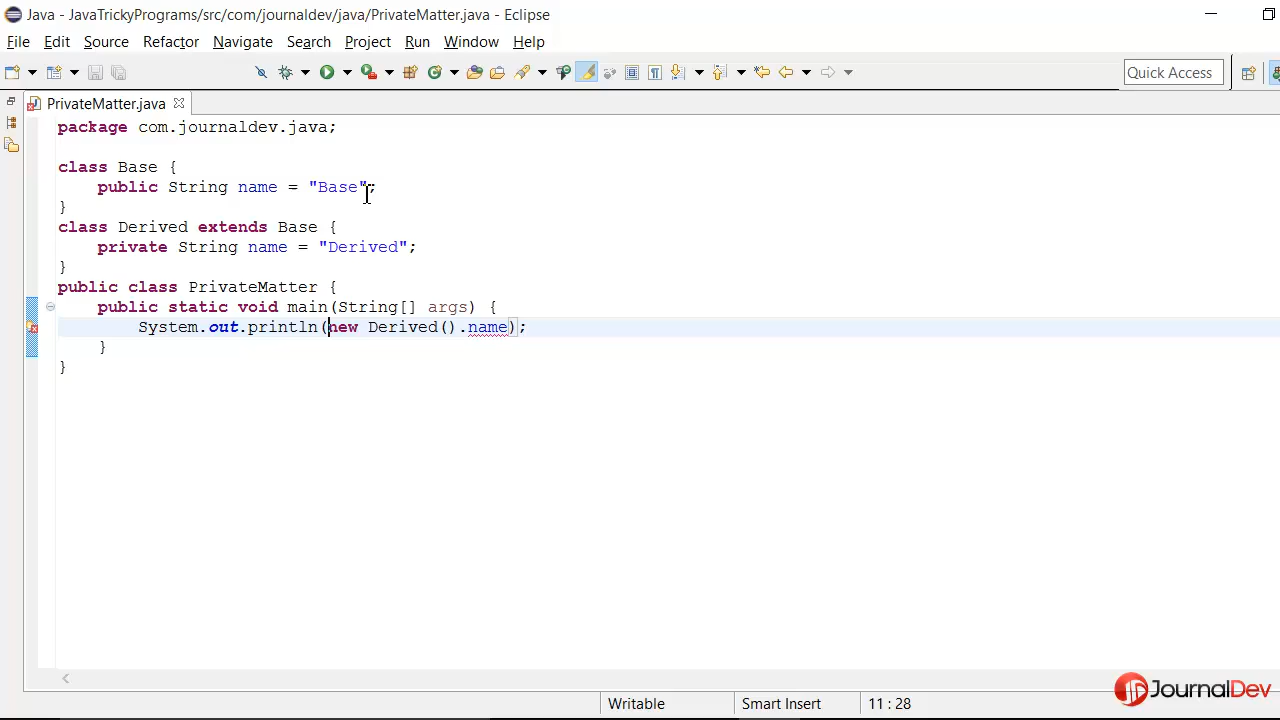 Java - JavaTrickyPrograms/src/com/journaldev/java/PrivateMatter.java - Eclipse
File Edit Source Refactor Navigate Search Project Run Window Help
Quick Access
PrivateMatter.java
package com.journaldev.java;
class Base {
public String name = "Base";
}
class Derived extends Base {
private String name = "Derived";
}
public class PrivateMatter {
public static void main(String[] args) {
System.out.println(new Derived().name);
}
}
Writable Smart Insert 11 : 28
JournalDev